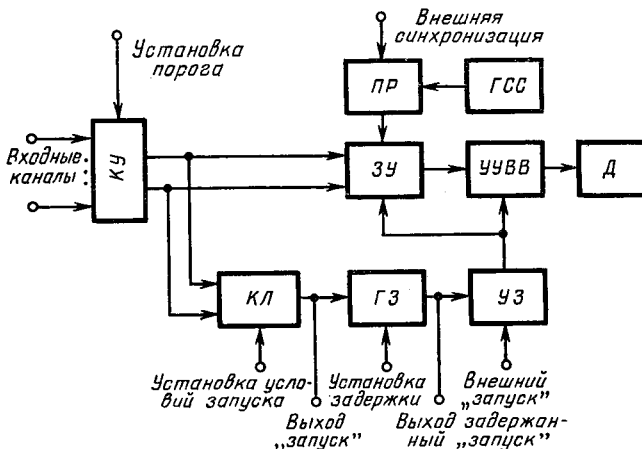 Внешняя
синхронизация
Установка
порога
ПР
ГСС
Входные
каналы
КУ
ЗУ
УУВВ
Д
КЛ
ГЗ
УЗ
Установка усло-
вий запуска
Установка
задержки
Внешний
„запуск”
Выход
„запуск”
Выход задержан-
ный „запуск”